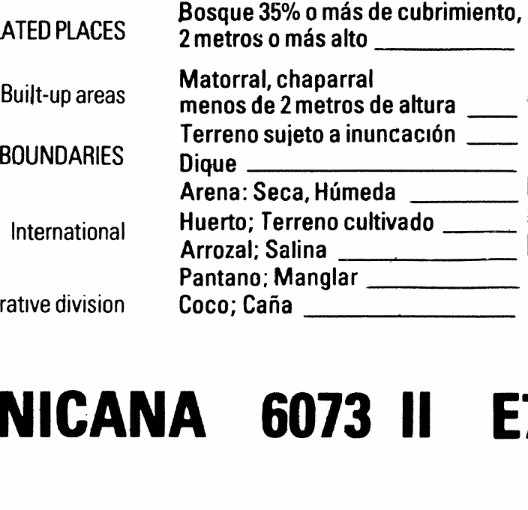 ATED PLACES
Built-up areas
BOUNDARIES
International
rative division
Bosque 35% o más de cubrimiento,
2 metros o más alto
Matorral, chaparral
menos de 2 metros de altura
Terreno sujeto a inuncación
Dique
Arena: Seca, Húmeda
Huerto; Terreno cultivado
Arrozal; Salina
Pantano; Manglar
Coco; Caña
NICANA 6073 II E7